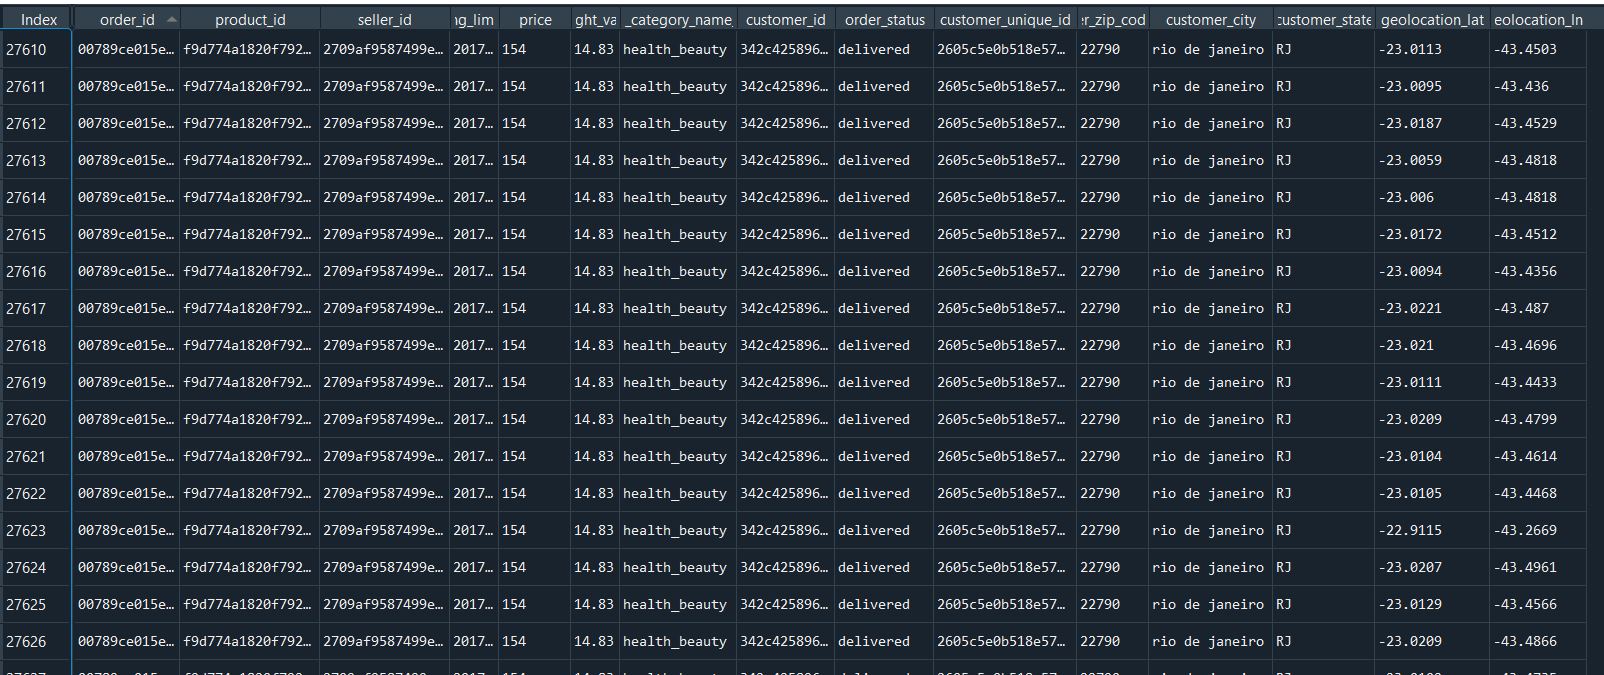 Index order_id product_id seller_id ng_lim price ght_va _category_name customer_id order_status customer_unique_id er_zip_cod customer_city customer_state geolocation_lat eolocation_ln
27610 00789ce015e… f9d774a1820f792… 2709af9587499e… 2017… 154 14.83 health_beauty 342c425896… delivered 2605c5e0b518e57… 22790 rio de janeiro RJ -23.0113 -43.4503
27611 00789ce015e… f9d774a1820f792… 2709af9587499e… 2017… 154 14.83 health_beauty 342c425896… delivered 2605c5e0b518e57… 22790 rio de janeiro RJ -23.0095 -43.436
27612 00789ce015e… f9d774a1820f792… 2709af9587499e… 2017… 154 14.83 health_beauty 342c425896… delivered 2605c5e0b518e57… 22790 rio de janeiro RJ -23.0187 -43.4529
27613 00789ce015e… f9d774a1820f792… 2709af9587499e… 2017… 154 14.83 health_beauty 342c425896… delivered 2605c5e0b518e57… 22790 rio de janeiro RJ -23.0059 -43.4818
27614 00789ce015e… f9d774a1820f792… 2709af9587499e… 2017… 154 14.83 health_beauty 342c425896… delivered 2605c5e0b518e57… 22790 rio de janeiro RJ -23.006 -43.4818
27615 00789ce015e… f9d774a1820f792… 2709af9587499e… 2017… 154 14.83 health_beauty 342c425896… delivered 2605c5e0b518e57… 22790 rio de janeiro RJ -23.0172 -43.4512
27616 00789ce015e… f9d774a1820f792… 2709af9587499e… 2017… 154 14.83 health_beauty 342c425896… delivered 2605c5e0b518e57… 22790 rio de janeiro RJ -23.0094 -43.4356
27617 00789ce015e… f9d774a1820f792… 2709af9587499e… 2017… 154 14.83 health_beauty 342c425896… delivered 2605c5e0b518e57… 22790 rio de janeiro RJ -23.0221 -43.487
27618 00789ce015e… f9d774a1820f792… 2709af9587499e… 2017… 154 14.83 health_beauty 342c425896… delivered 2605c5e0b518e57… 22790 rio de janeiro RJ -23.021 -43.4696
27619 00789ce015e… f9d774a1820f792… 2709af9587499e… 2017… 154 14.83 health_beauty 342c425896… delivered 2605c5e0b518e57… 22790 rio de janeiro RJ -23.0111 -43.4433
27620 00789ce015e… f9d774a1820f792… 2709af9587499e… 2017… 154 14.83 health_beauty 342c425896… delivered 2605c5e0b518e57… 22790 rio de janeiro RJ -23.0209 -43.4799
27621 00789ce015e… f9d774a1820f792… 2709af9587499e… 2017… 154 14.83 health_beauty 342c425896… delivered 2605c5e0b518e57… 22790 rio de janeiro RJ -23.0104 -43.4614
27622 00789ce015e… f9d774a1820f792… 2709af9587499e… 2017… 154 14.83 health_beauty 342c425896… delivered 2605c5e0b518e57… 22790 rio de janeiro RJ -23.0105 -43.4468
27623 00789ce015e… f9d774a1820f792… 2709af9587499e… 2017… 154 14.83 health_beauty 342c425896… delivered 2605c5e0b518e57… 22790 rio de janeiro RJ -22.9115 -43.2669
27624 00789ce015e… f9d774a1820f792… 2709af9587499e… 2017… 154 14.83 health_beauty 342c425896… delivered 2605c5e0b518e57… 22790 rio de janeiro RJ -23.0207 -43.4961
27625 00789ce015e… f9d774a1820f792… 2709af9587499e… 2017… 154 14.83 health_beauty 342c425896… delivered 2605c5e0b518e57… 22790 rio de janeiro RJ -23.0129 -43.4566
27626 00789ce015e… f9d774a1820f792… 2709af9587499e… 2017… 154 14.83 health_beauty 342c425896… delivered 2605c5e0b518e57… 22790 rio de janeiro RJ -23.0209 -43.4866